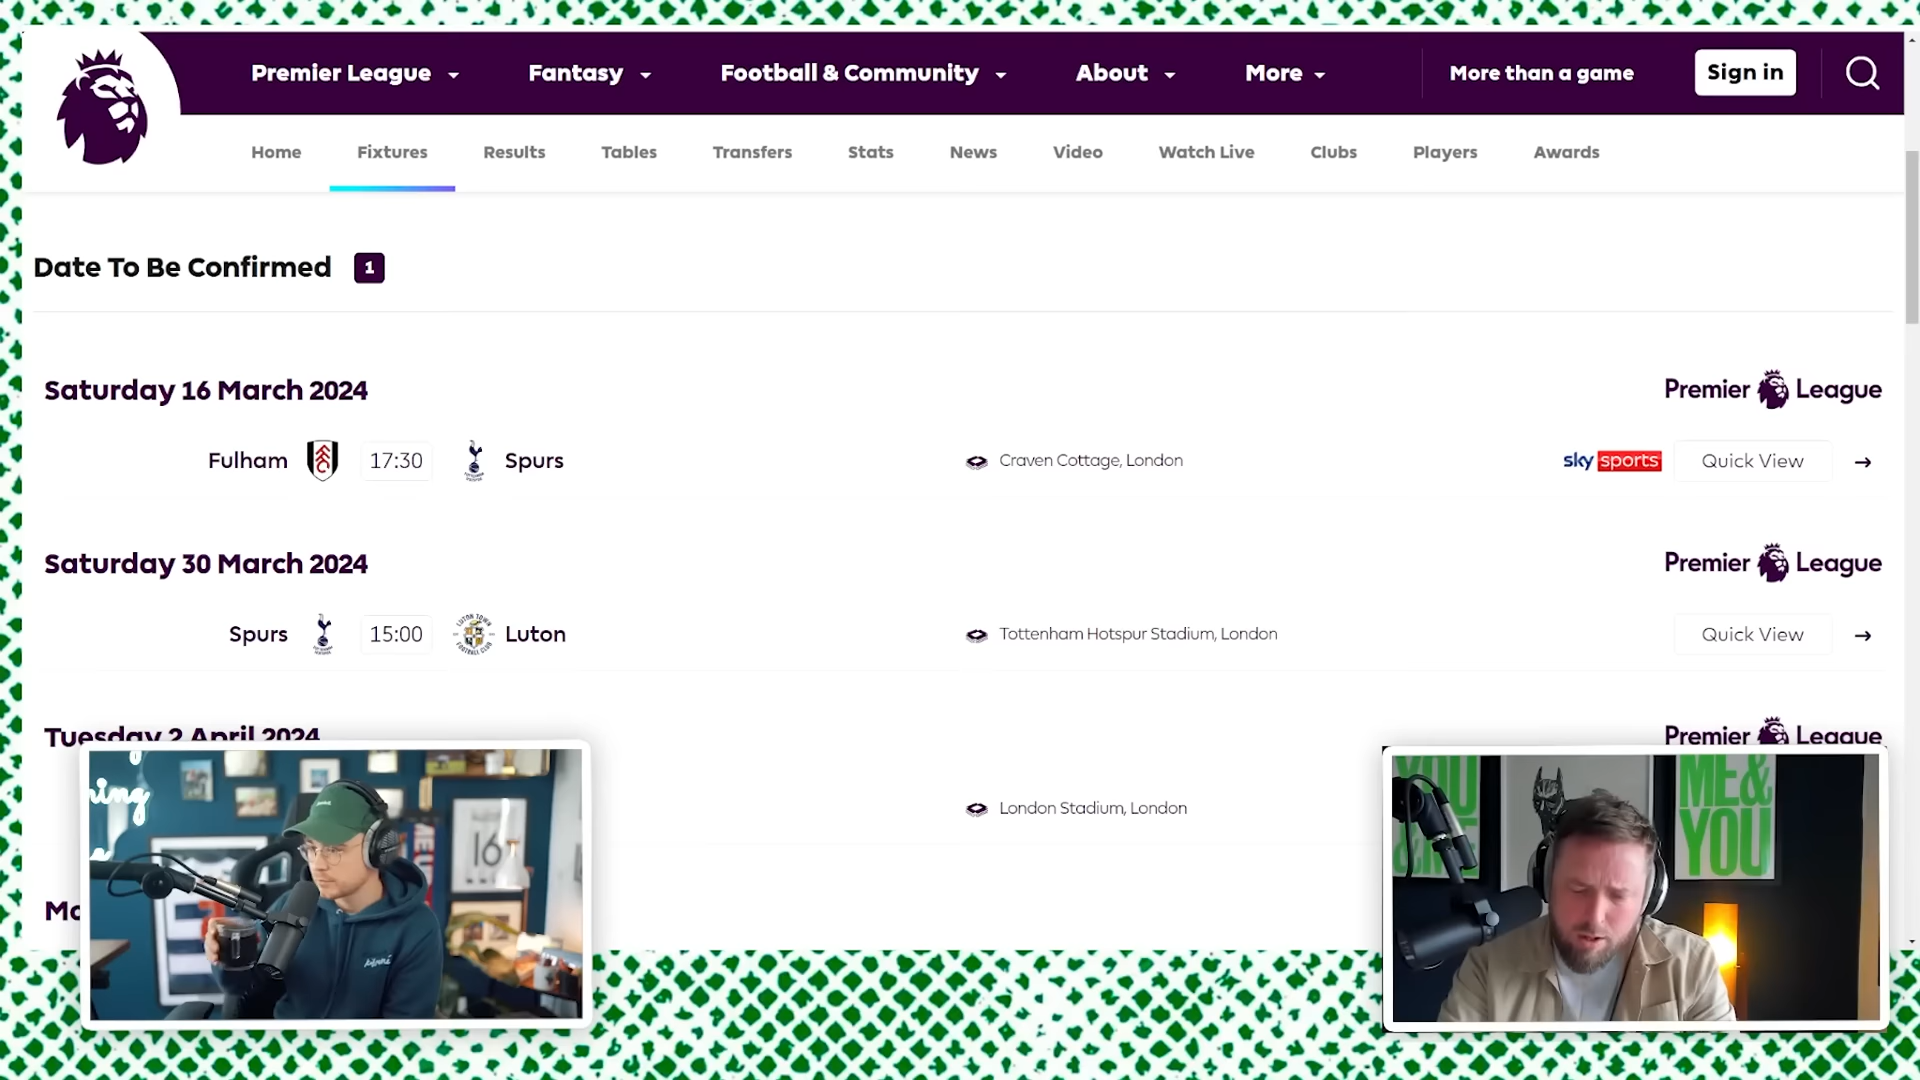 Premier League
Fantasy
Football & Community
About
More
More than a game
Sign in
Home
Fixtures
Results
Tables
Transfers
Stats
News
Video
Watch Live
Clubs
Players
Awards
Date To Be Confirmed 1
Saturday 16 March 2024
Premier League
Fulham 17:30 Spurs
Craven Cottage, London
sky sports
Quick View
Saturday 30 March 2024
Premier League
Spurs 15:00 Luton
Tottenham Hotspur Stadium, London
Quick View
Tuesday 2 April 2024
Premier League
London Stadium, London
ME&
YOU
16